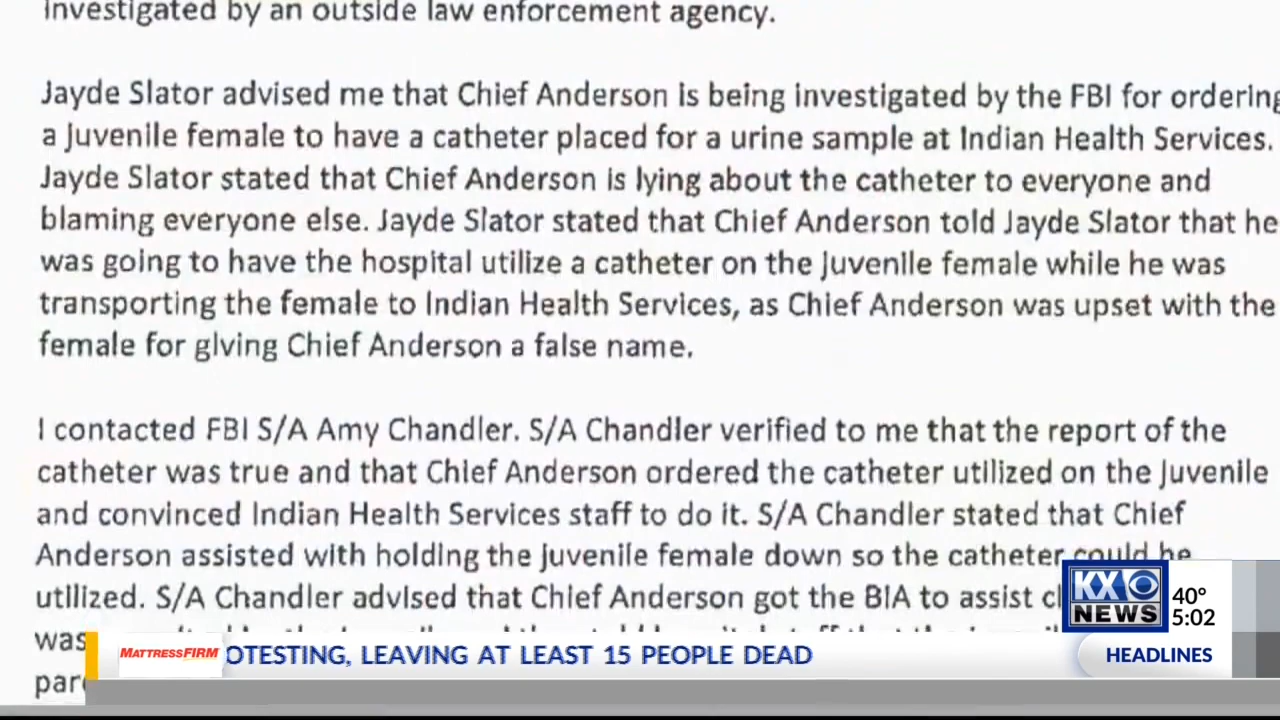 investigated by an outside law enforcement agency.
Jayde Slator advised me that Chief Anderson is being investigated by the FBI for ordering
a juvenile female to have a catheter placed for a urine sample at Indian Health Services.
Jayde Slator stated that Chief Anderson is lying about the catheter to everyone and
blaming everyone else. Jayde Slator stated that Chief Anderson told Jayde Slator that he
was going to have the hospital utilize a catheter on the juvenile female while he was
transporting the female to Indian Health Services, as Chief Anderson was upset with the
female for giving Chief Anderson a false name.
I contacted FBI S/A Amy Chandler. S/A Chandler verified to me that the report of the
catheter was true and that Chief Anderson ordered the catheter utilized on the juvenile
and convinced Indian Health Services staff to do it. S/A Chandler stated that Chief
Anderson assisted with holding the juvenile female down so the catheter could be
utilized. S/A Chandler advised that Chief Anderson got the BIA to assist
was
KX NEWS
40°
5:02
MATTRESSFIRM
OTESTING, LEAVING AT LEAST 15 PEOPLE DEAD
HEADLINES